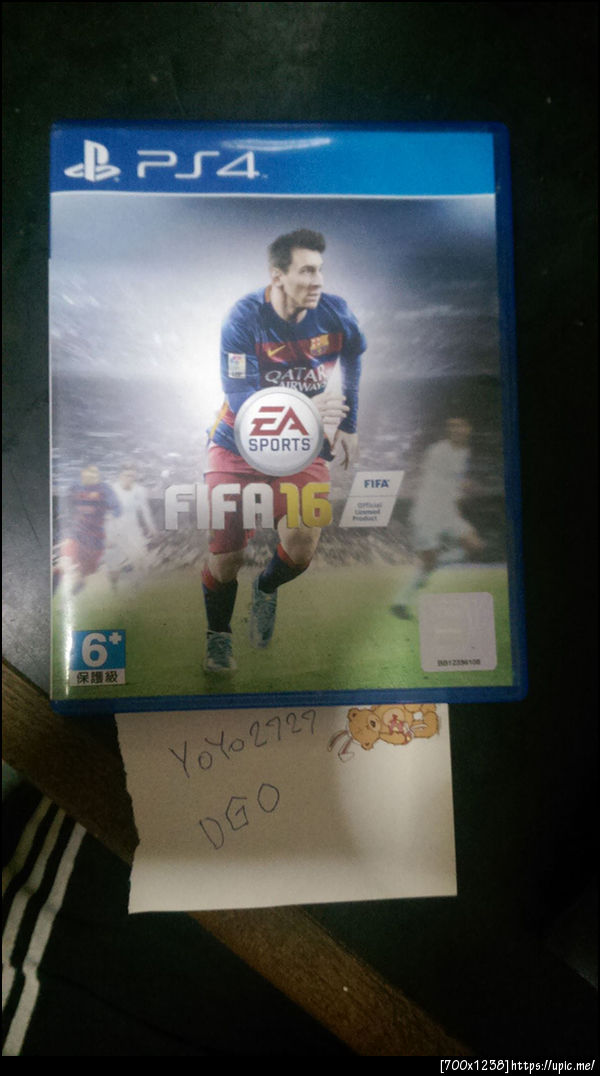 PS4
QATAR
AIRWAYS
EA
SPORTS
FIFA 16
FIFA
Official
Licensed
Product
6+
保護級
YoYo2727
DGO
[700x1238]https://upic.me/